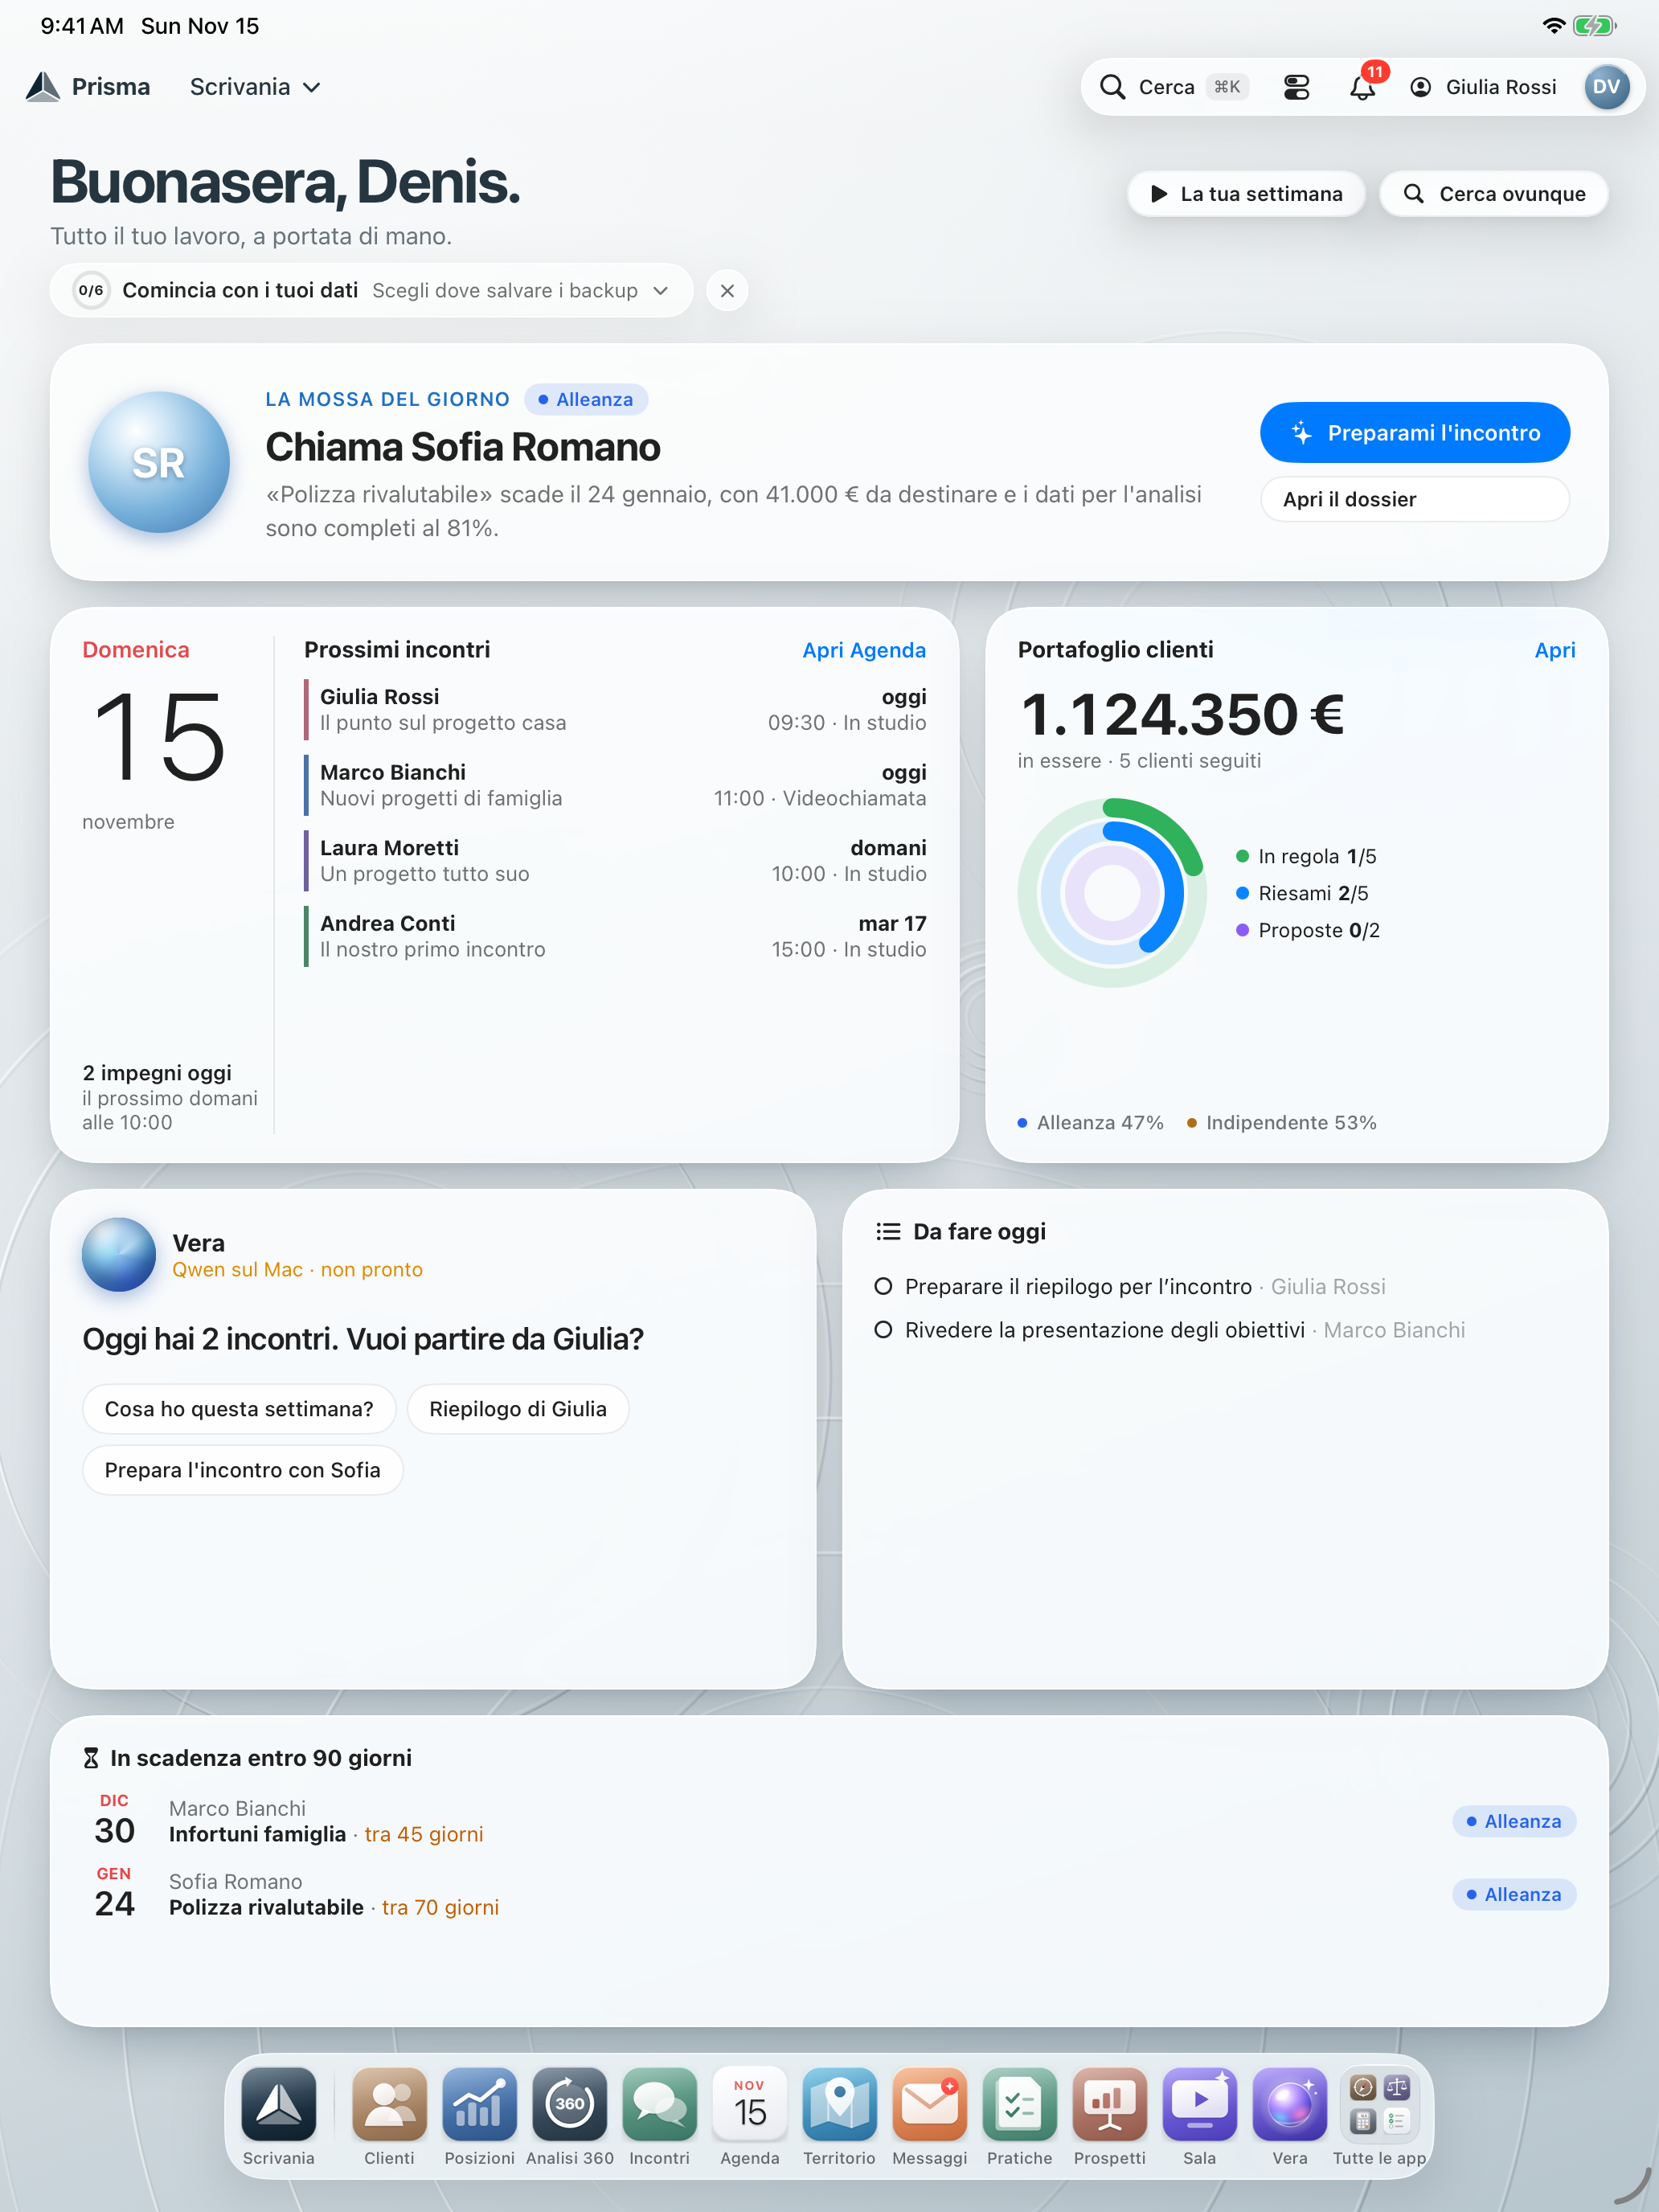 9:41 AM Sun Nov 15
Prisma Scrivania
Cerca ⌘K 11 Giulia Rossi DV
Buonasera, Denis.
Tutto il tuo lavoro, a portata di mano.
La tua settimana Cerca ovunque
0/6 Comincia con i tuoi dati Scegli dove salvare i backup
SR
LA MOSSA DEL GIORNO Alleanza
Chiama Sofia Romano
«Polizza rivalutabile» scade il 24 gennaio, con 41.000 € da destinare e i dati per l'analisi
sono completi al 81%.
Preparami l'incontro
Apri il dossier
Domenica
15
novembre
2 impegni oggi
il prossimo domani
alle 10:00
Prossimi incontri Apri Agenda
Giulia Rossi oggi
Il punto sul progetto casa 09:30 · In studio
Marco Bianchi oggi
Nuovi progetti di famiglia 11:00 · Videochiamata
Laura Moretti domani
Un progetto tutto suo 10:00 · In studio
Andrea Conti mar 17
Il nostro primo incontro 15:00 · In studio
Portafoglio clienti Apri
1.124.350 €
in essere · 5 clienti seguiti
In regola 1/5
Riesami 2/5
Proposte 0/2
Alleanza 47% Indipendente 53%
Vera
Qwen sul Mac · non pronto
Oggi hai 2 incontri. Vuoi partire da Giulia?
Cosa ho questa settimana? Riepilogo di Giulia
Prepara l'incontro con Sofia
Da fare oggi
Preparare il riepilogo per l’incontro · Giulia Rossi
Rivedere la presentazione degli obiettivi · Marco Bianchi
In scadenza entro 90 giorni
DIC
30
Marco Bianchi
Infortuni famiglia · tra 45 giorni
Alleanza
GEN
24
Sofia Romano
Polizza rivalutabile · tra 70 giorni
Alleanza
360
NOV
15
Scrivania Clienti Posizioni Analisi 360 Incontri Agenda Territorio Messaggi Pratiche Prospetti Sala Vera Tutte le app